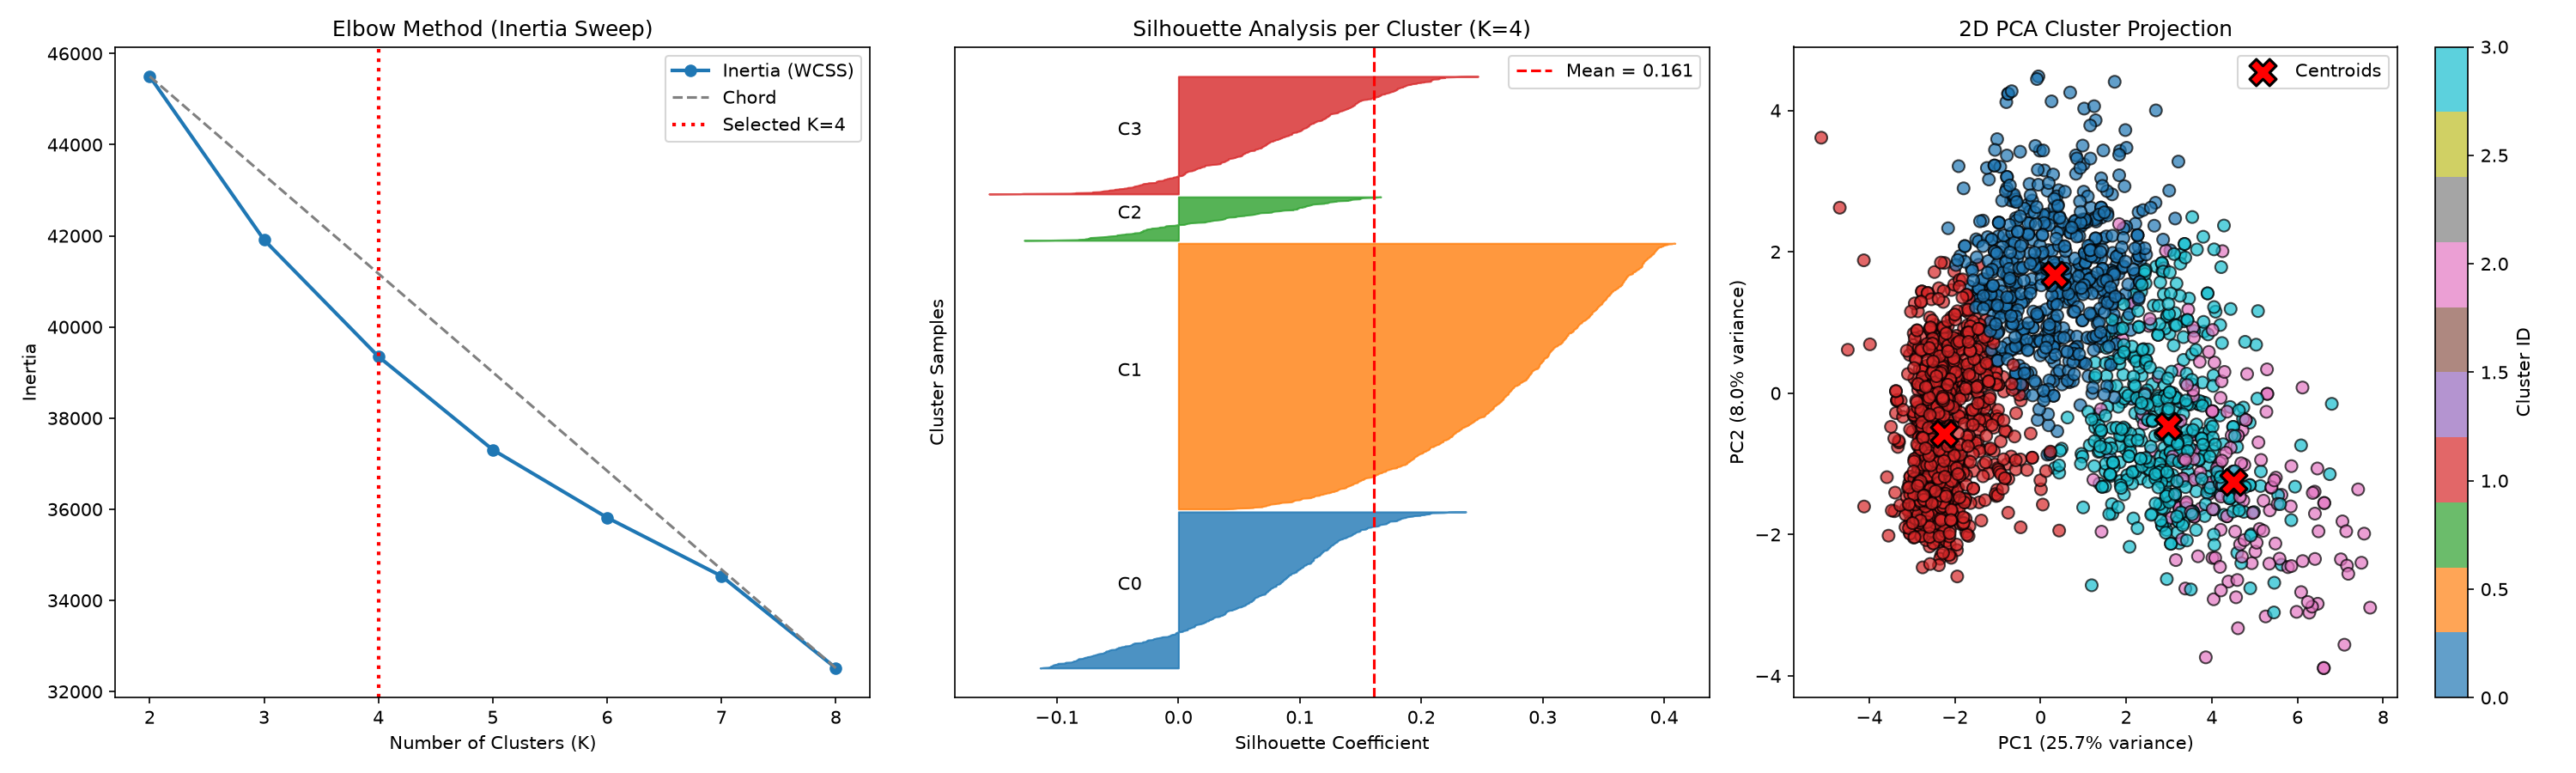 Elbow Method (Inertia Sweep)
46000
44000
42000
40000
38000
36000
34000
32000
Inertia
2 3 4 5 6 7 8
Number of Clusters (K)
Inertia (WCSS)
Chord
Selected K=4
Silhouette Analysis per Cluster (K=4)
Mean = 0.161
C3
C2
C1
C0
Cluster Samples
−0.1 0.0 0.1 0.2 0.3 0.4
Silhouette Coefficient
2D PCA Cluster Projection
Centroids
4
2
0
−2
−4
PC2 (8.0% variance)
−4 −2 0 2 4 6 8
PC1 (25.7% variance)
3.0
2.5
2.0
1.5
1.0
0.5
0.0
Cluster ID